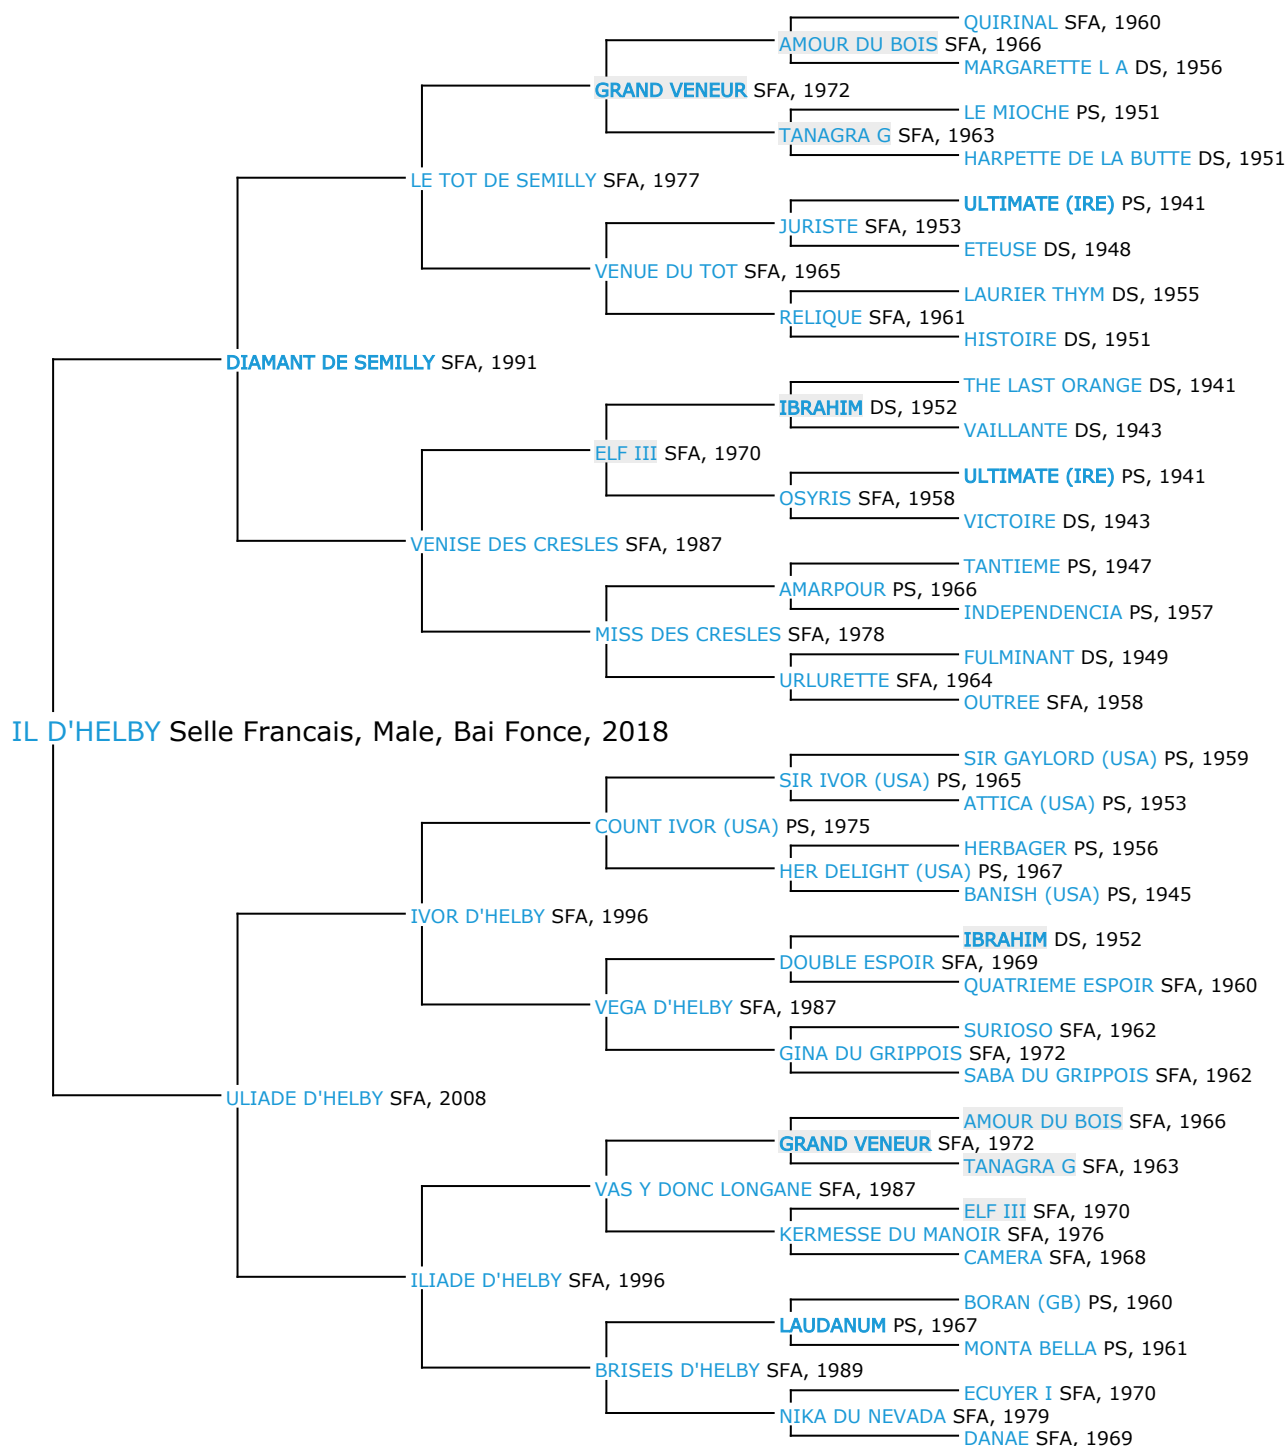 QUIRINAL SFA, 1960
AMOUR DU BOIS SFA, 1966
MARGARETTE L A DS, 1956
GRAND VENEUR SFA, 1972
LE MIOCHE PS, 1951
TANAGRA G SFA, 1963
HARPETTE DE LA BUTTE DS, 1951
LE TOT DE SEMILLY SFA, 1977
ULTIMATE (IRE) PS, 1941
JURISTE SFA, 1953
ETEUSE DS, 1948
VENUE DU TOT SFA, 1965
LAURIER THYM DS, 1955
RELIQUE SFA, 1961
HISTOIRE DS, 1951
DIAMANT DE SEMILLY SFA, 1991
THE LAST ORANGE DS, 1941
IBRAHIM DS, 1952
VAILLANTE DS, 1943
ELF III SFA, 1970
ULTIMATE (IRE) PS, 1941
OSYRIS SFA, 1958
VICTOIRE DS, 1943
VENISE DES CRESLES SFA, 1987
TANTIEME PS, 1947
AMARPOUR PS, 1966
INDEPENDENCIA PS, 1957
MISS DES CRESLES SFA, 1978
FULMINANT DS, 1949
URLURETTE SFA, 1964
OUTREE SFA, 1958
IL D'HELBY Selle Francais, Male, Bai Fonce, 2018
SIR GAYLORD (USA) PS, 1959
SIR IVOR (USA) PS, 1965
ATTICA (USA) PS, 1953
COUNT IVOR (USA) PS, 1975
HERBAGER PS, 1956
HER DELIGHT (USA) PS, 1967
BANISH (USA) PS, 1945
IVOR D'HELBY SFA, 1996
IBRAHIM DS, 1952
DOUBLE ESPOIR SFA, 1969
QUATRIEME ESPOIR SFA, 1960
VEGA D'HELBY SFA, 1987
SURIOSO SFA, 1962
GINA DU GRIPPOIS SFA, 1972
SABA DU GRIPPOIS SFA, 1962
ULIADE D'HELBY SFA, 2008
AMOUR DU BOIS SFA, 1966
GRAND VENEUR SFA, 1972
TANAGRA G SFA, 1963
VAS Y DONC LONGANE SFA, 1987
ELF III SFA, 1970
KERMESSE DU MANOIR SFA, 1976
CAMERA SFA, 1968
ILIADE D'HELBY SFA, 1996
BORAN (GB) PS, 1960
LAUDANUM PS, 1967
MONTA BELLA PS, 1961
BRISEIS D'HELBY SFA, 1989
ECUYER I SFA, 1970
NIKA DU NEVADA SFA, 1979
DANAE SFA, 1969